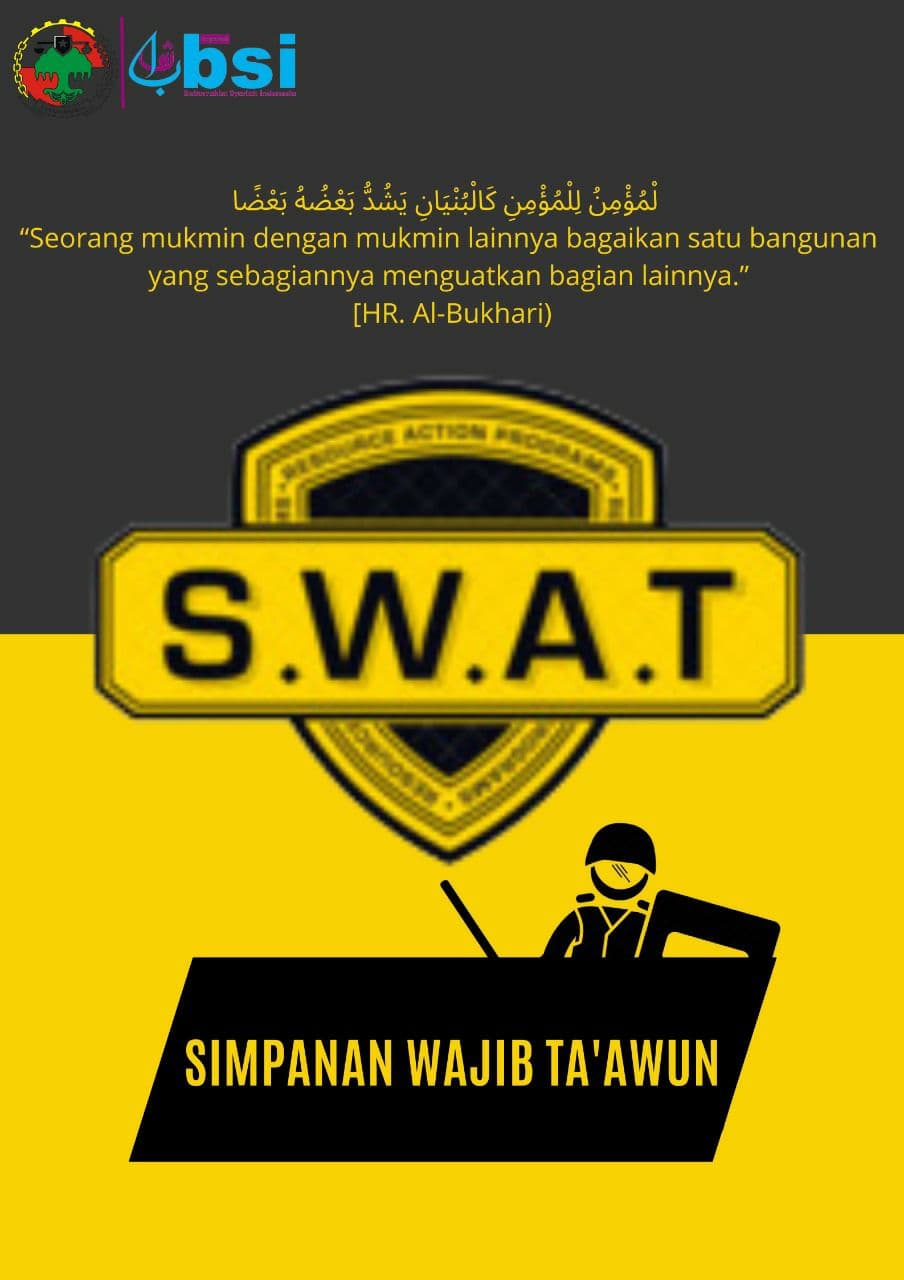 bsi
لْمُؤْمِنُ لِلْمُؤْمِنِ كَالْبُنْيَانِ يَشُدُّ بَعْضُهُ بَعْضًا
“Seorang mukmin dengan mukmin lainnya bagaikan satu bangunan
yang sebagiannya menguatkan bagian lainnya.”
[HR. Al-Bukhari)
RESOURCE ACTION PROGRAMS
S.W.A.T
SIMPANAN WAJIB TA'AWUN